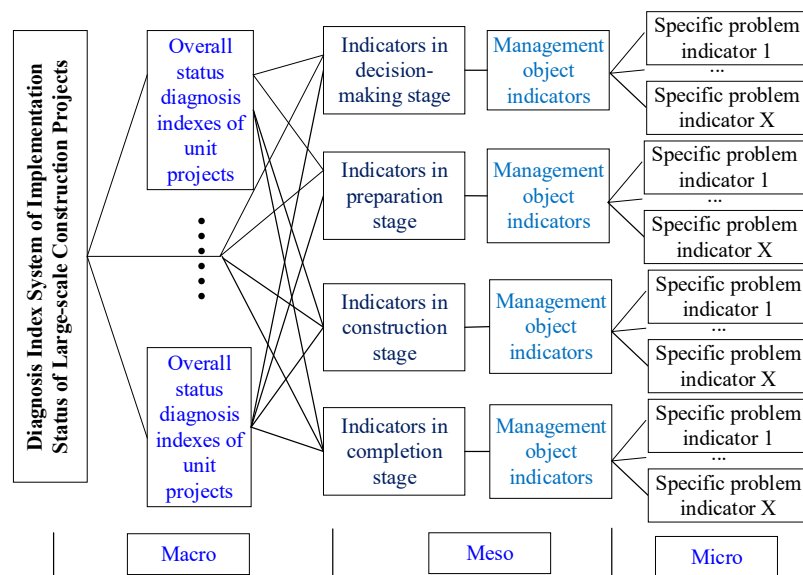 Diagnosis Index System of Implementation
Status of Large-scale Construction Projects
Overall
status
diagnosis
indexes of
unit
projects
......
Overall
status
diagnosis
indexes of
unit
projects
Indicators in
decision-
making stage
Management
object
indicators
Specific problem
indicator 1
...
Specific problem
indicator X
Indicators in
preparation
stage
Management
object
indicators
Specific problem
indicator 1
...
Specific problem
indicator X
Indicators in
construction
stage
Management
object
indicators
Specific problem
indicator 1
...
Specific problem
indicator X
Indicators in
completion
stage
Management
object
indicators
Specific problem
indicator 1
...
Specific problem
indicator X
Macro
Meso
Micro